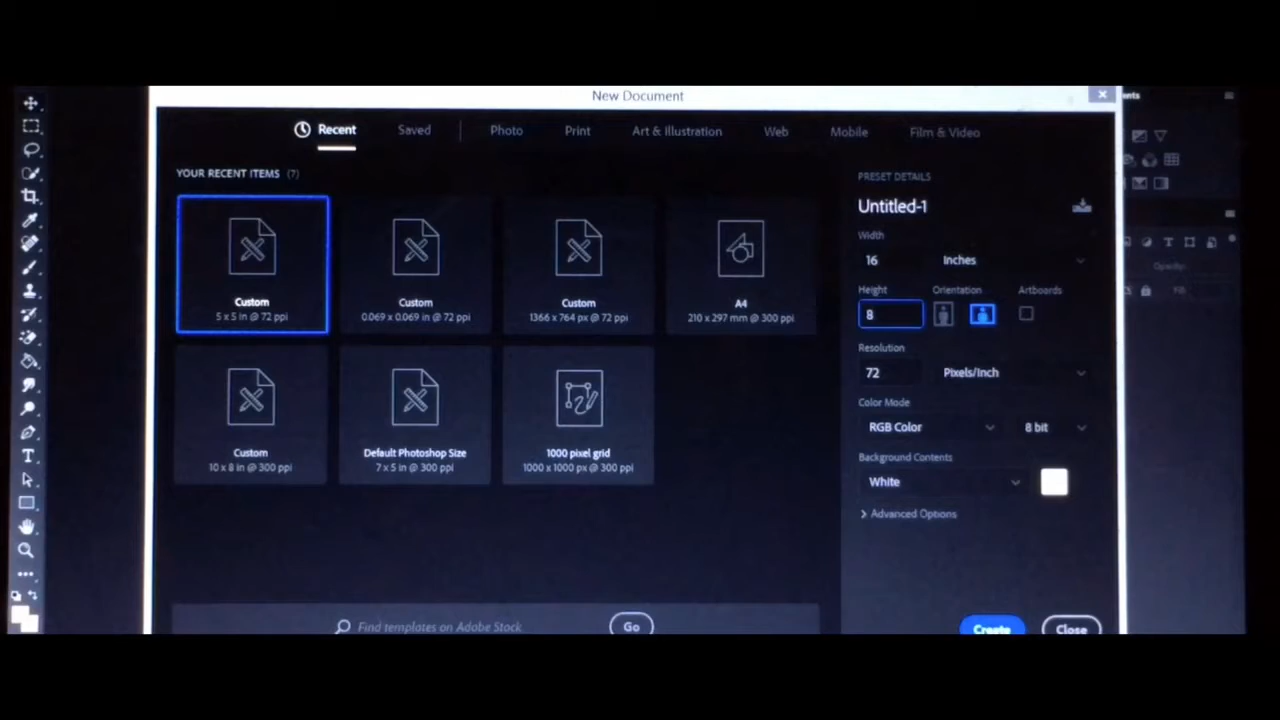 New Document
ents
Recent
Saved
Photo
Print
Art & Illustration
Web
Mobile
Film & Video
YOUR RECENT ITEMS (7)
PRESET DETAILS
Untitled-1
Width
16 Inches
Height Orientation Artboards
8
Resolution
72 Pixels/Inch
Color Mode
RGB Color 8 bit
Background Contents
White
Advanced Options
Custom
5 x 5 in @ 72 ppi
Custom
0.069 x 0.069 in @ 72 ppi
Custom
1366 x 764 px @ 72 ppi
A4
210 x 297 mm @ 300 ppi
Custom
10 x 8 in @ 300 ppi
Default Photoshop Size
7 x 5 in @ 300 ppi
1000 pixel grid
1000 x 1000 px @ 300 ppi
Find templates on Adobe Stock
Go
Create
Close
Opacity:
Fill: